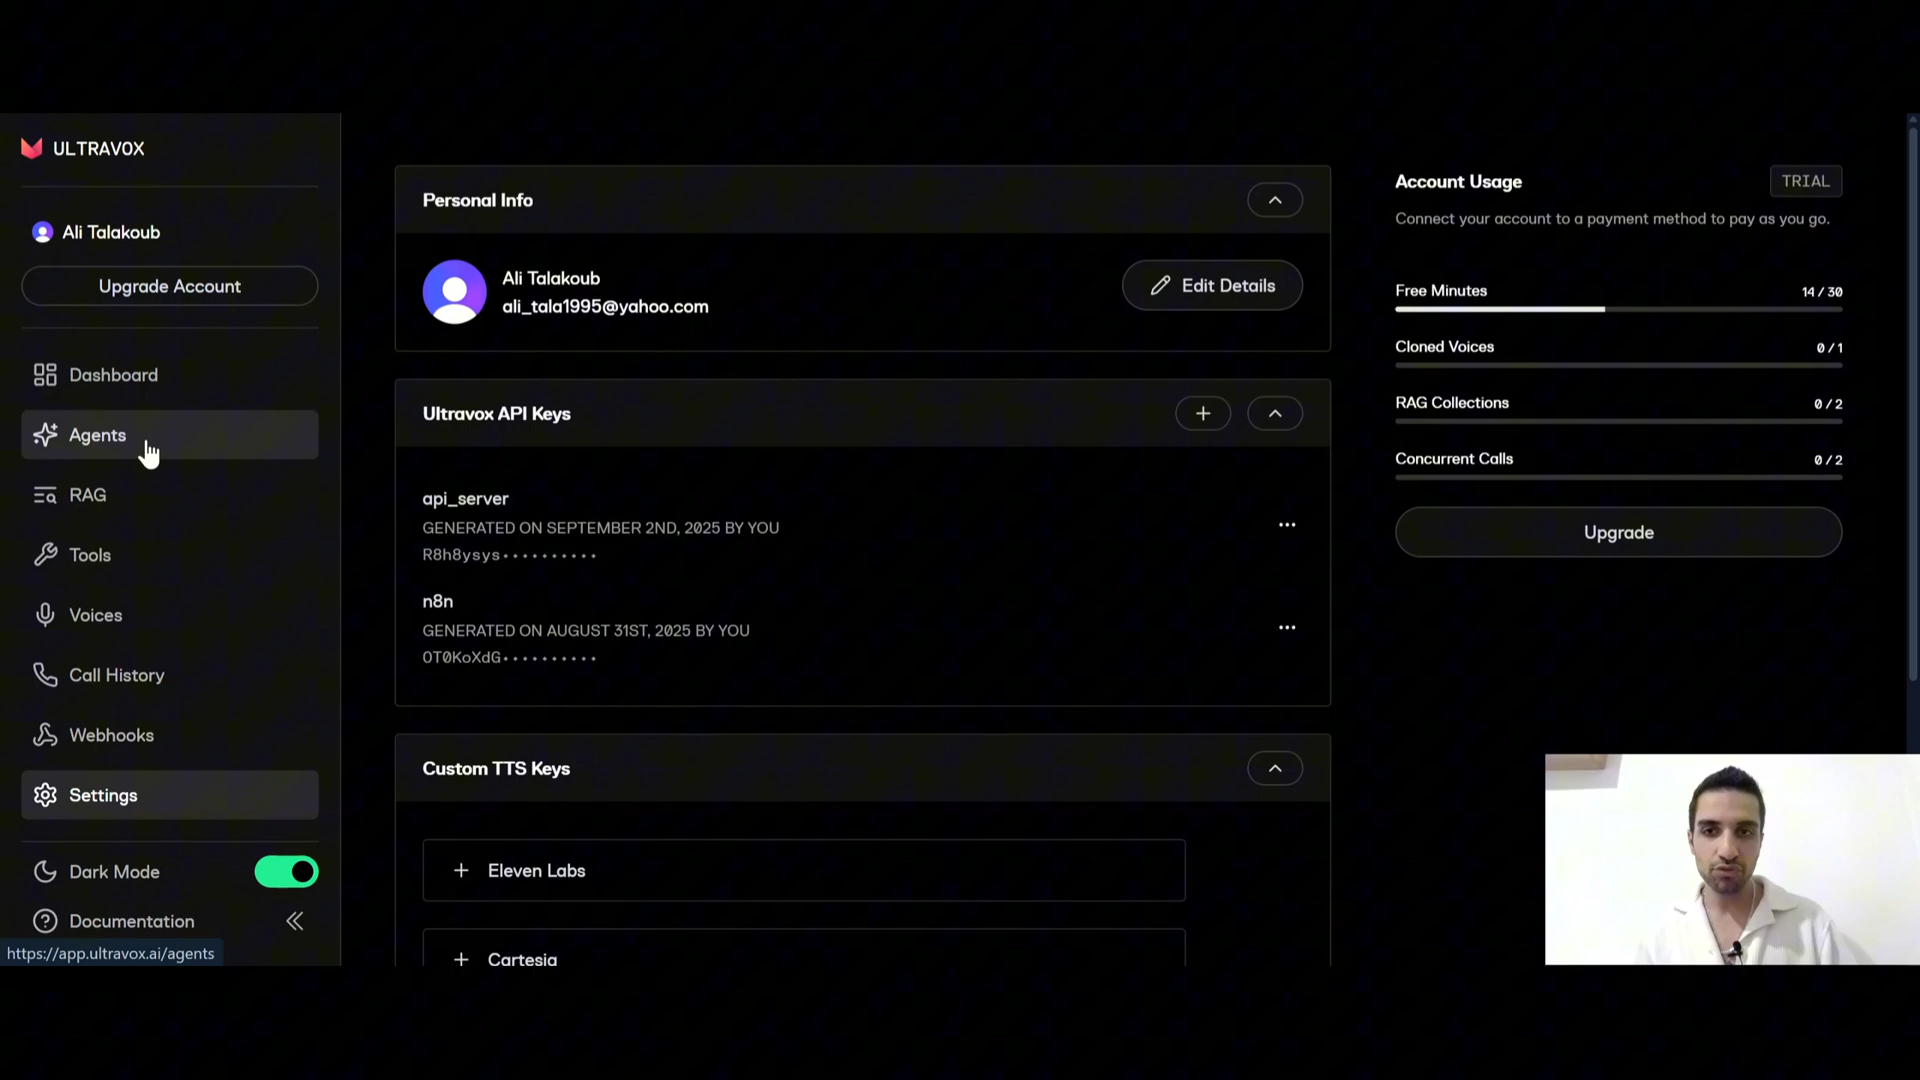 ULTRAVOX
Ali Talakoub
Upgrade Account
Dashboard
Agents
RAG
Tools
Voices
Call History
Webhooks
Settings
Dark Mode
Documentation
https://app.ultravox.ai/agents
Personal Info
Ali Talakoub
ali_tala1995@yahoo.com
Edit Details
Ultravox API Keys
api_server
GENERATED ON SEPTEMBER 2ND, 2025 BY YOU
R8h8ysys••••••••••
n8n
GENERATED ON AUGUST 31ST, 2025 BY YOU
OT0KoXdG••••••••••
Custom TTS Keys
Eleven Labs
Cartesia
Account Usage
TRIAL
Connect your account to a payment method to pay as you go.
Free Minutes 14 / 30
Cloned Voices 0 / 1
RAG Collections 0 / 2
Concurrent Calls 0 / 2
Upgrade